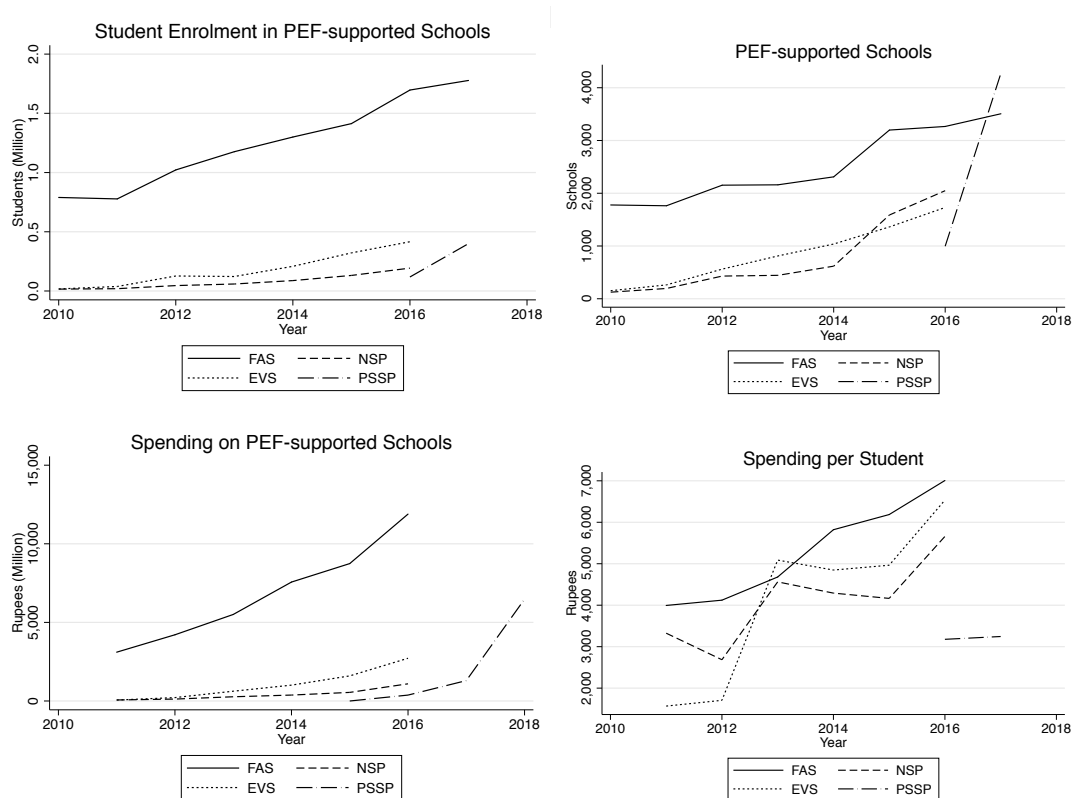 Student Enrolment in PEF-supported Schools
Students (Million)
2.0
1.5
1.0
0.5
0.0
2010 2012 2014 2016 2018
Year
FAS NSP
EVS PSSP
PEF-supported Schools
Schools
4,000
3,000
2,000
1,000
0
2010 2012 2014 2016 2018
Year
FAS NSP
EVS PSSP
Spending on PEF-supported Schools
Rupees (Million)
15,000
10,000
5,000
0
2010 2012 2014 2016 2018
Year
FAS NSP
EVS PSSP
Spending per Student
Rupees
7,000
6,000
5,000
4,000
3,000
2,000
2010 2012 2014 2016 2018
Year
FAS NSP
EVS PSSP